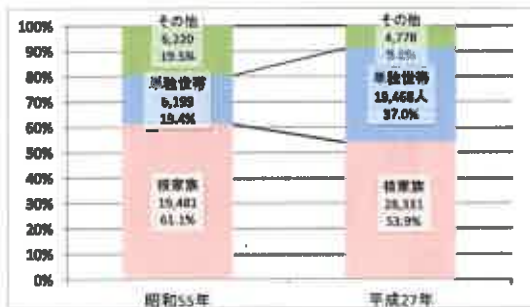 100%
90%
80%
70%
60%
50%
40%
30%
20%
10%
0%
その他
6,220
19.5%
単独世帯
6,199
19.4%
核家族
19,481
61.1%
昭和55年
その他
4,778
9.1%
単独世帯
19,468人
37.0%
核家族
28,331
53.9%
平成27年